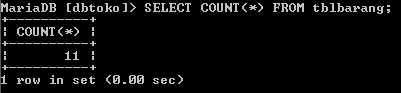 MariaDB [dbtoko]> SELECT COUNT(*) FROM tblbarang;
+----------+
| COUNT(*) |
+----------+
|       11 |
+----------+
1 row in set (0.00 sec)